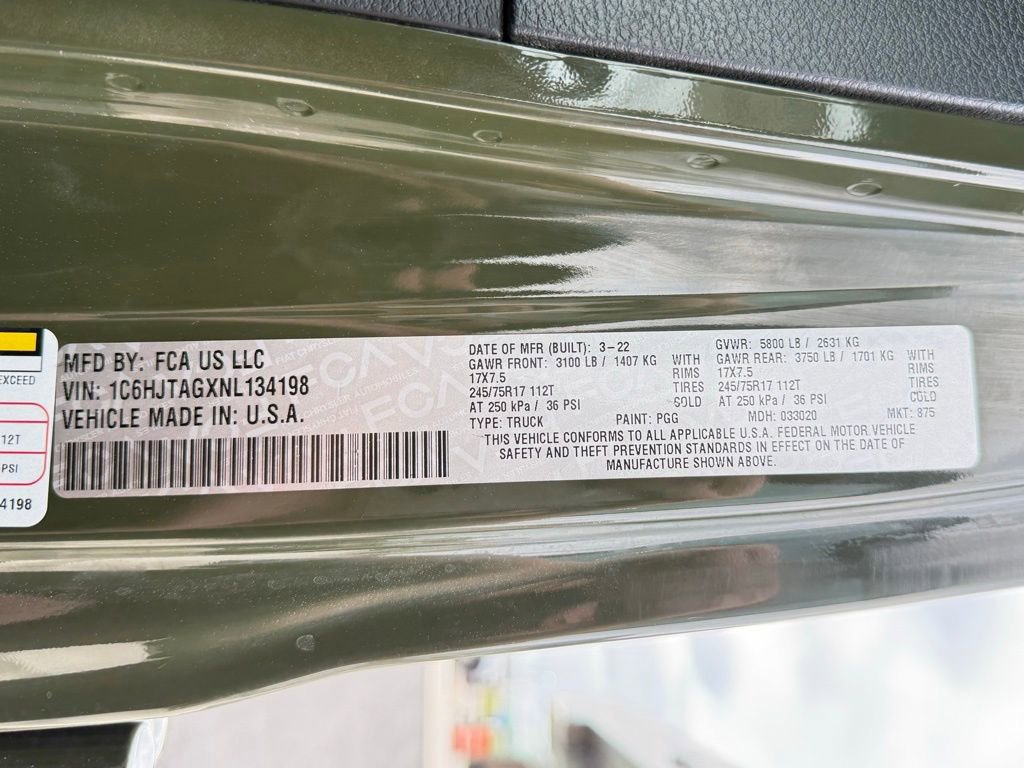 EXCEED
12T
PSI
4198
MFD BY: FCA US LLC
VIN: 1C6HJTAGXNL134198
VEHICLE MADE IN: U.S.A.
DATE OF MFR (BUILT): 3-22 GVWR: 5800 LB / 2631 KG
GAWR FRONT: 3100 LB / 1407 KG WITH GAWR REAR: 3750 LB / 1701 KG WITH
17X7.5 RIMS 17X7.5 RIMS
245/75R17 112T TIRES 245/75R17 112T TIRES
AT 250 kPa / 36 PSI COLD AT 250 kPa / 36 PSI COLD
TYPE: TRUCK PAINT: PGG MDH: 033020 MKT: 875
THIS VEHICLE CONFORMS TO ALL APPLICABLE U.S.A. FEDERAL MOTOR VEHICLE
SAFETY AND THEFT PREVENTION STANDARDS IN EFFECT ON THE DATE OF
MANUFACTURE SHOWN ABOVE.